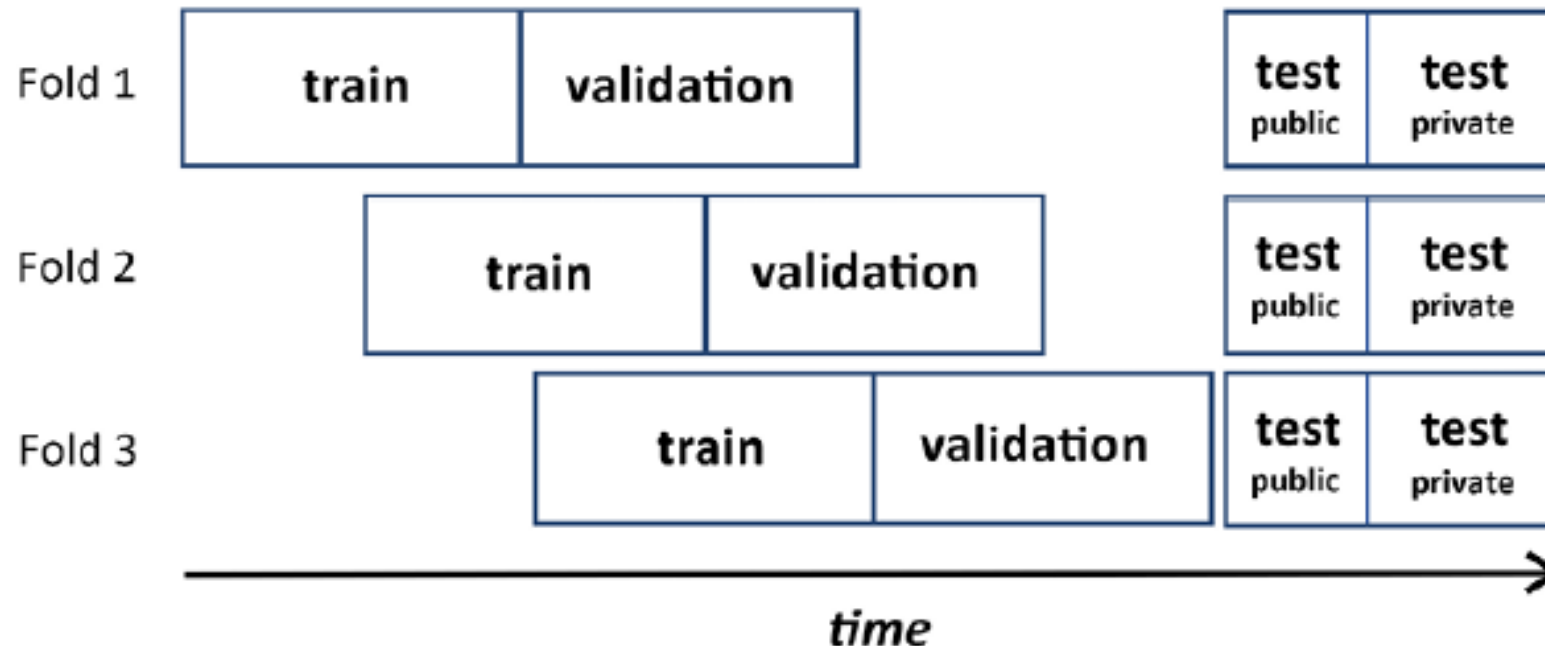 Fold 1 train validation test test
public private
Fold 2 train validation test test
public private
Fold 3 train validation test test
public private
time